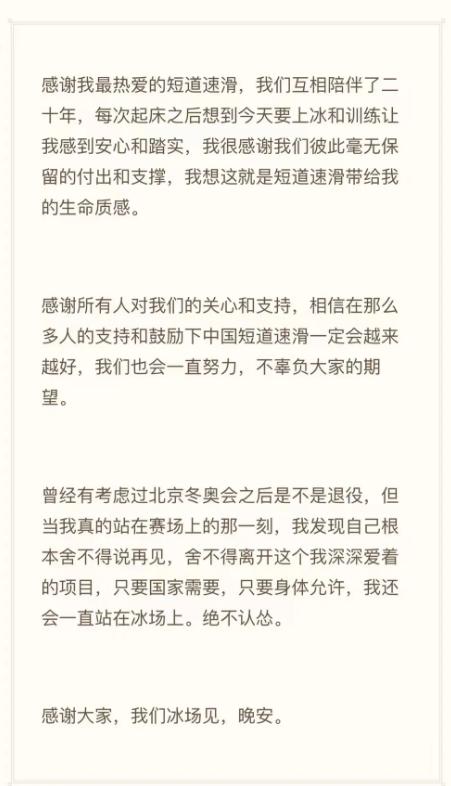 感谢我最热爱的短道速滑，我们互相陪伴了二
十年，每次起床之后想到今天要上冰和训练让
我感到安心和踏实，我很感谢我们彼此毫无保
留的付出和支撑，我想这就是短道速滑带给我
的生命质感。
感谢所有人对我们的关心和支持，相信在那么
多人的支持和鼓励下中国短道速滑一定会越来
越好，我们也会一直努力，不辜负大家的期
望。
曾经有考虑过北京冬奥会之后是不是退役，但
当我真的站在赛场上的那一刻，我发现自己根
本舍不得说再见，舍不得离开这个我深深爱着
的项目，只要国家需要，只要身体允许，我还
会一直站在冰场上。绝不认怂。
感谢大家，我们冰场见，晚安。